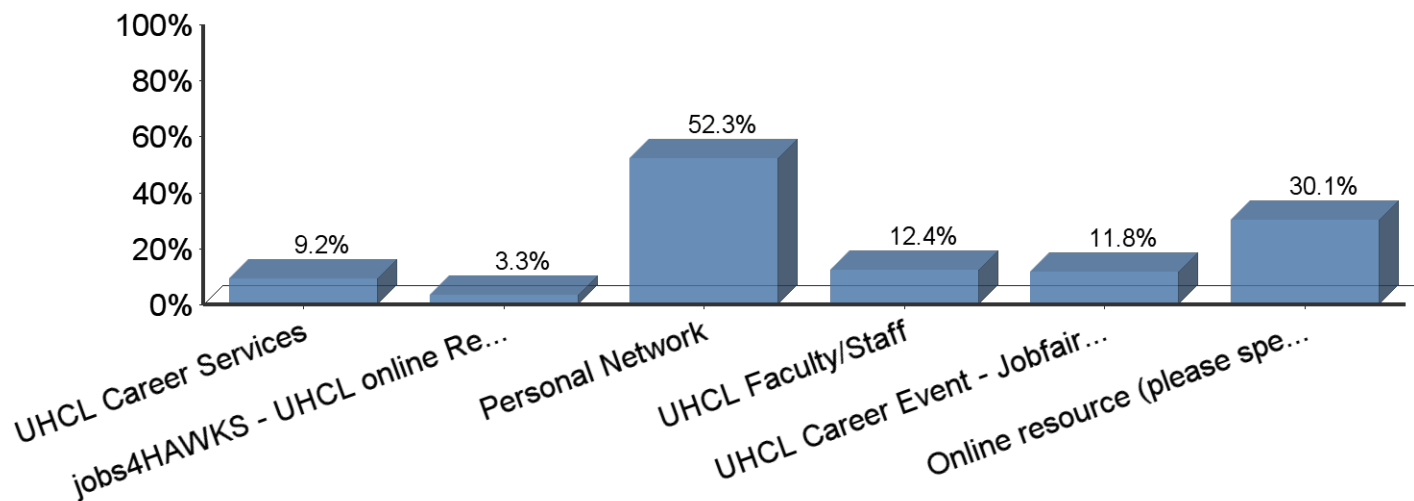 100%
80%
60%
40%
20%
0%
9.2%
3.3%
52.3%
12.4%
11.8%
30.1%
UHCL Career Services
jobs4HAWKS - UHCL online Re...
Personal Network
UHCL Faculty/Staff
UHCL Career Event - Jobfair...
Online resource (please spe...